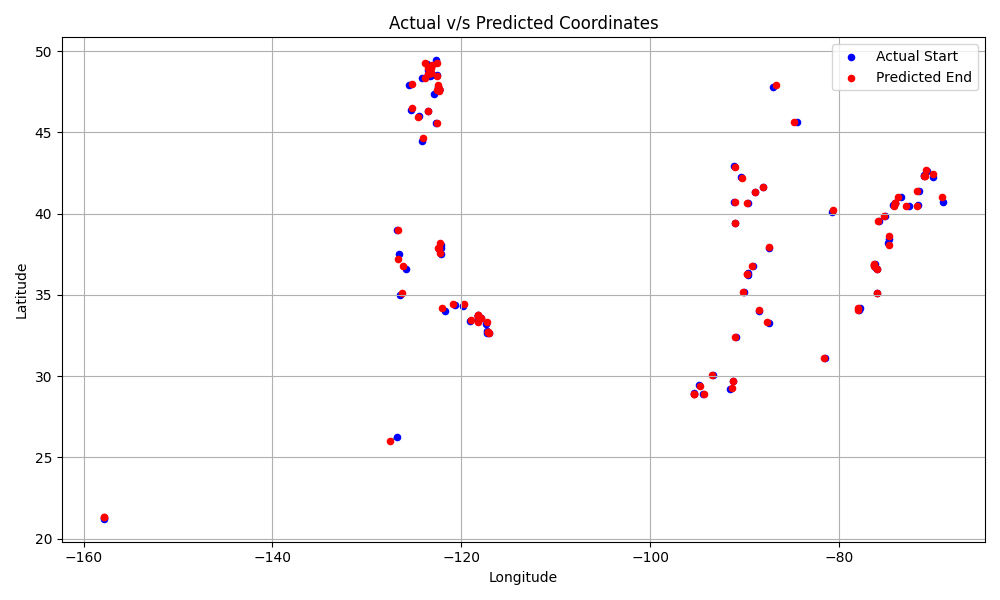 Actual v/s Predicted Coordinates
Actual Start
Predicted End
50
45
40
35
30
25
20
Latitude
−160
−140
−120
−100
−80
Longitude